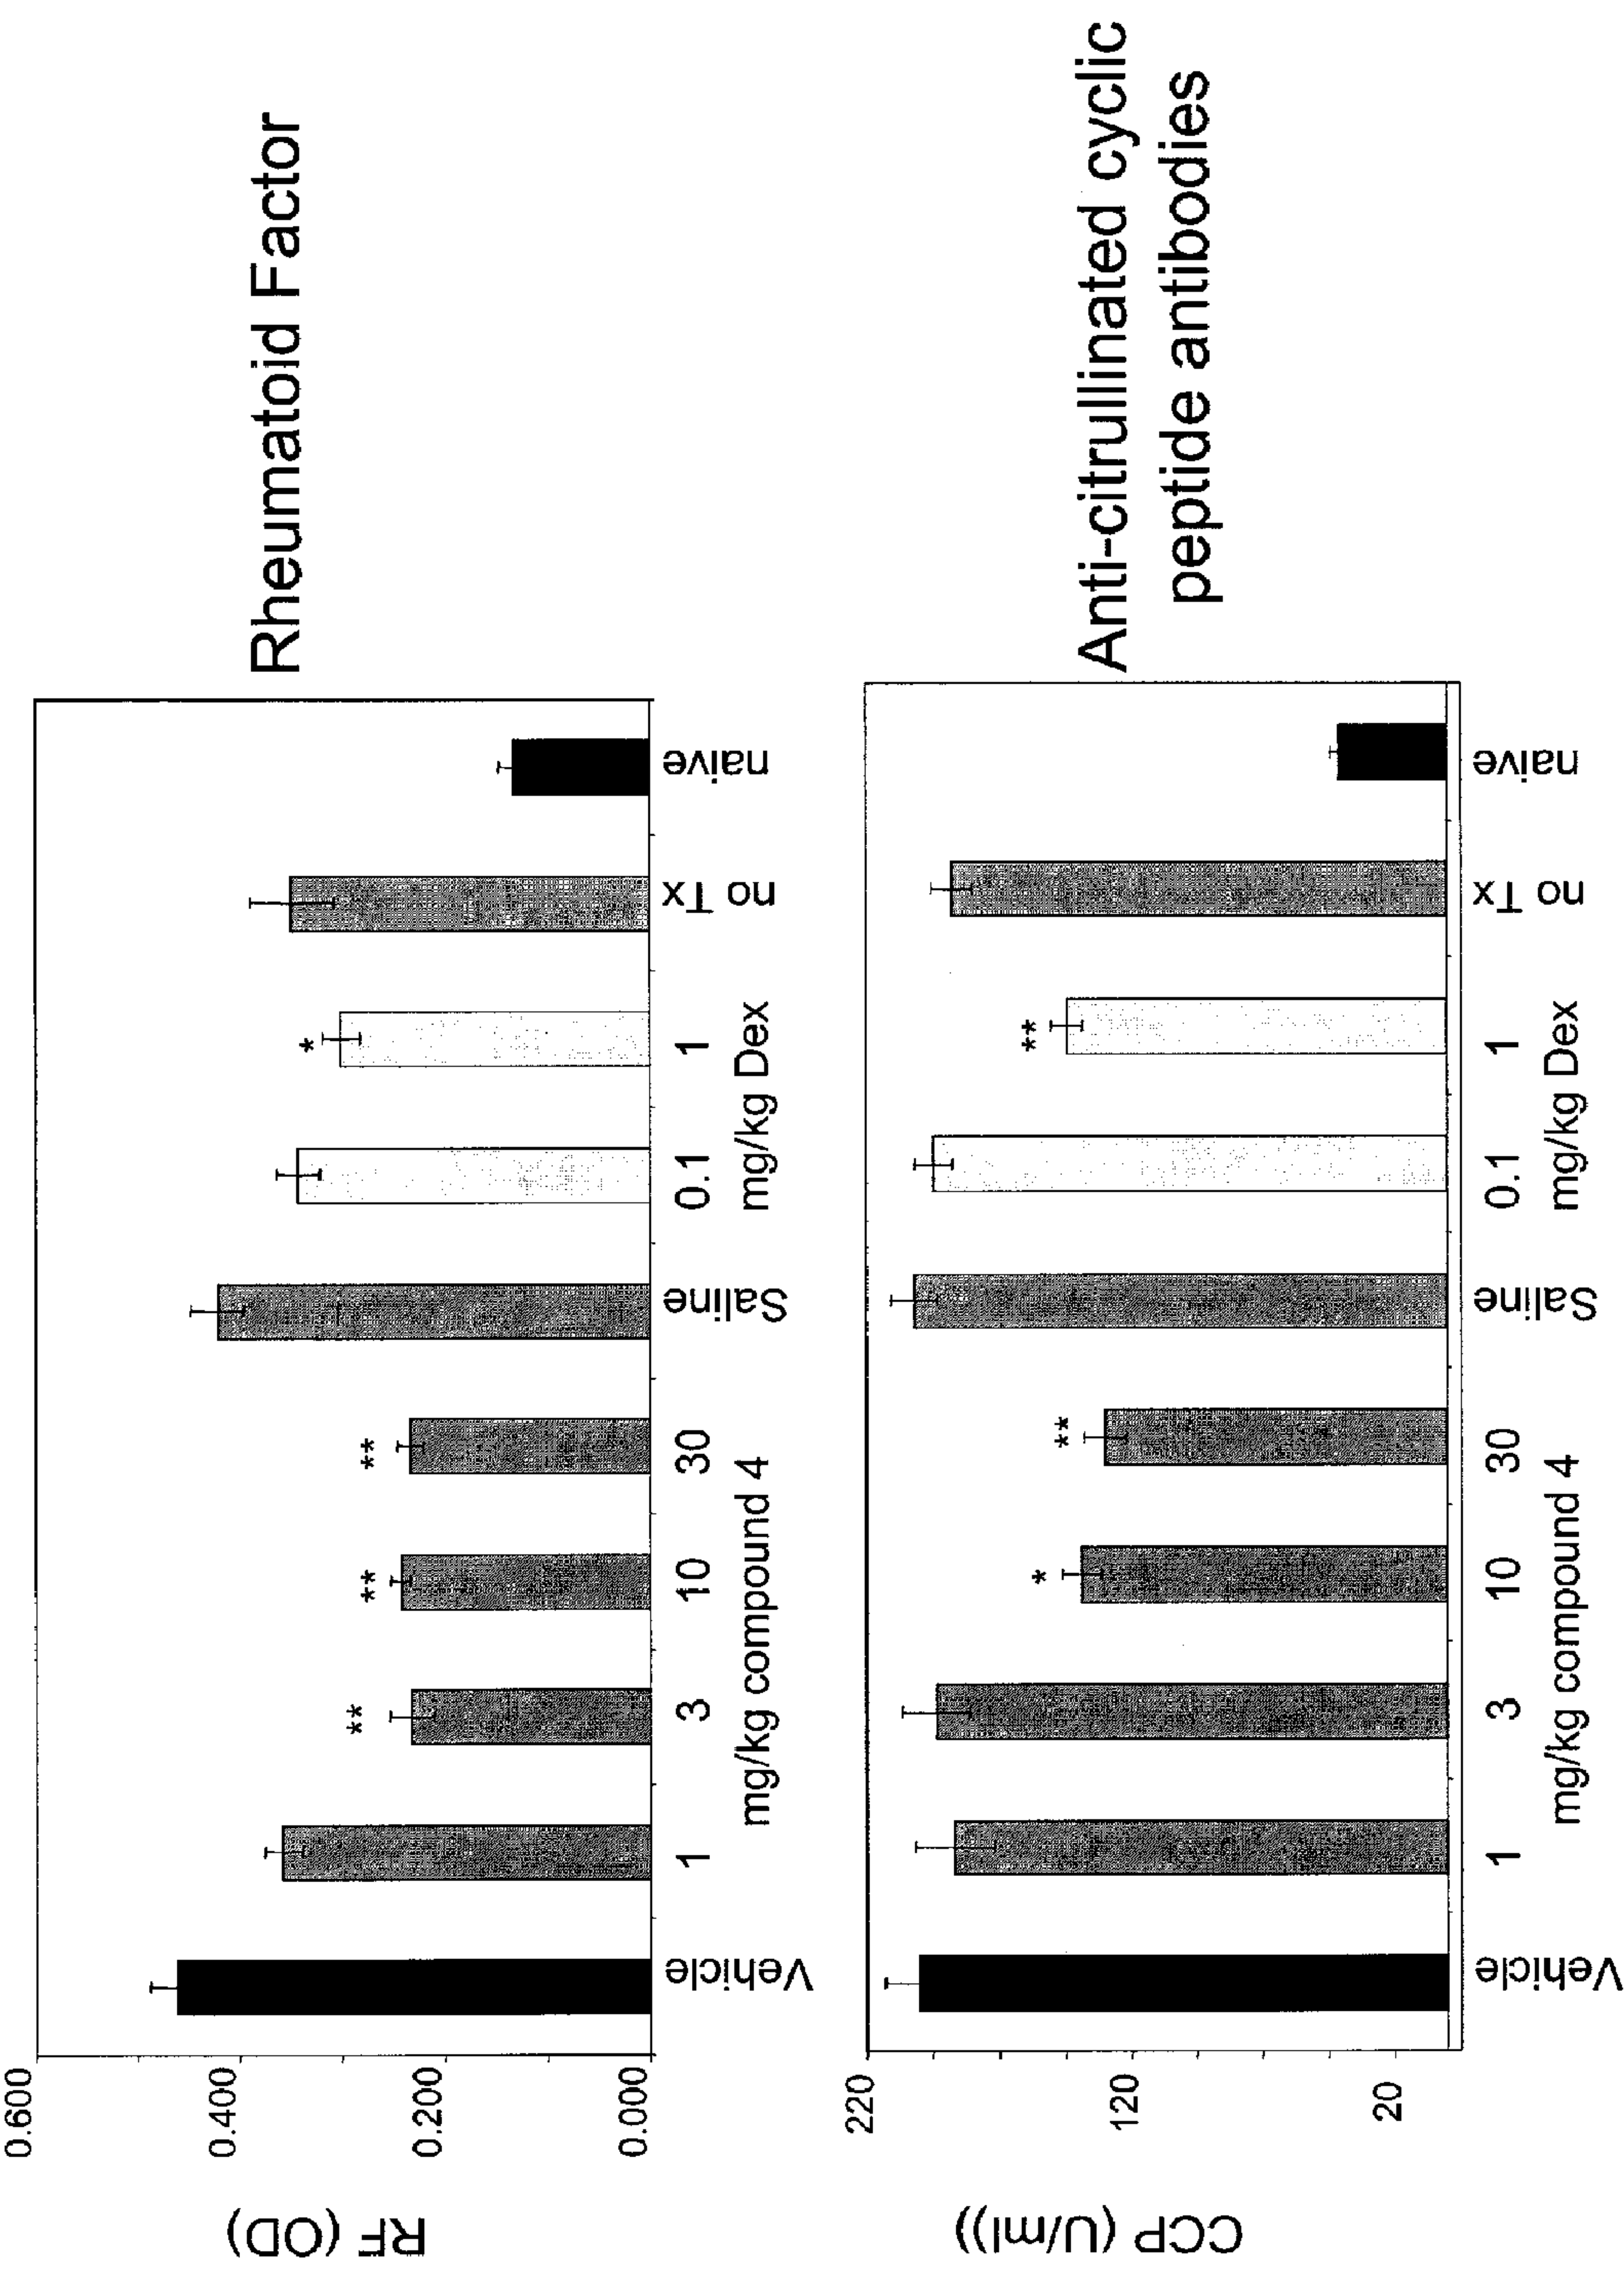 Rheumatoid Factor
RF (OD)
0.600
0.400
0.200
0.000
** ** ** *
Vehicle 1 3 10 30 Saline 0.1 1 no Tx naive
mg/kg compound 4 mg/kg Dex
Anti-citrullinated cyclic
peptide antibodies
CCP (U/ml))
220
120
20
* ** **
Vehicle 1 3 10 30 Saline 0.1 1 no Tx naive
mg/kg compound 4 mg/kg Dex